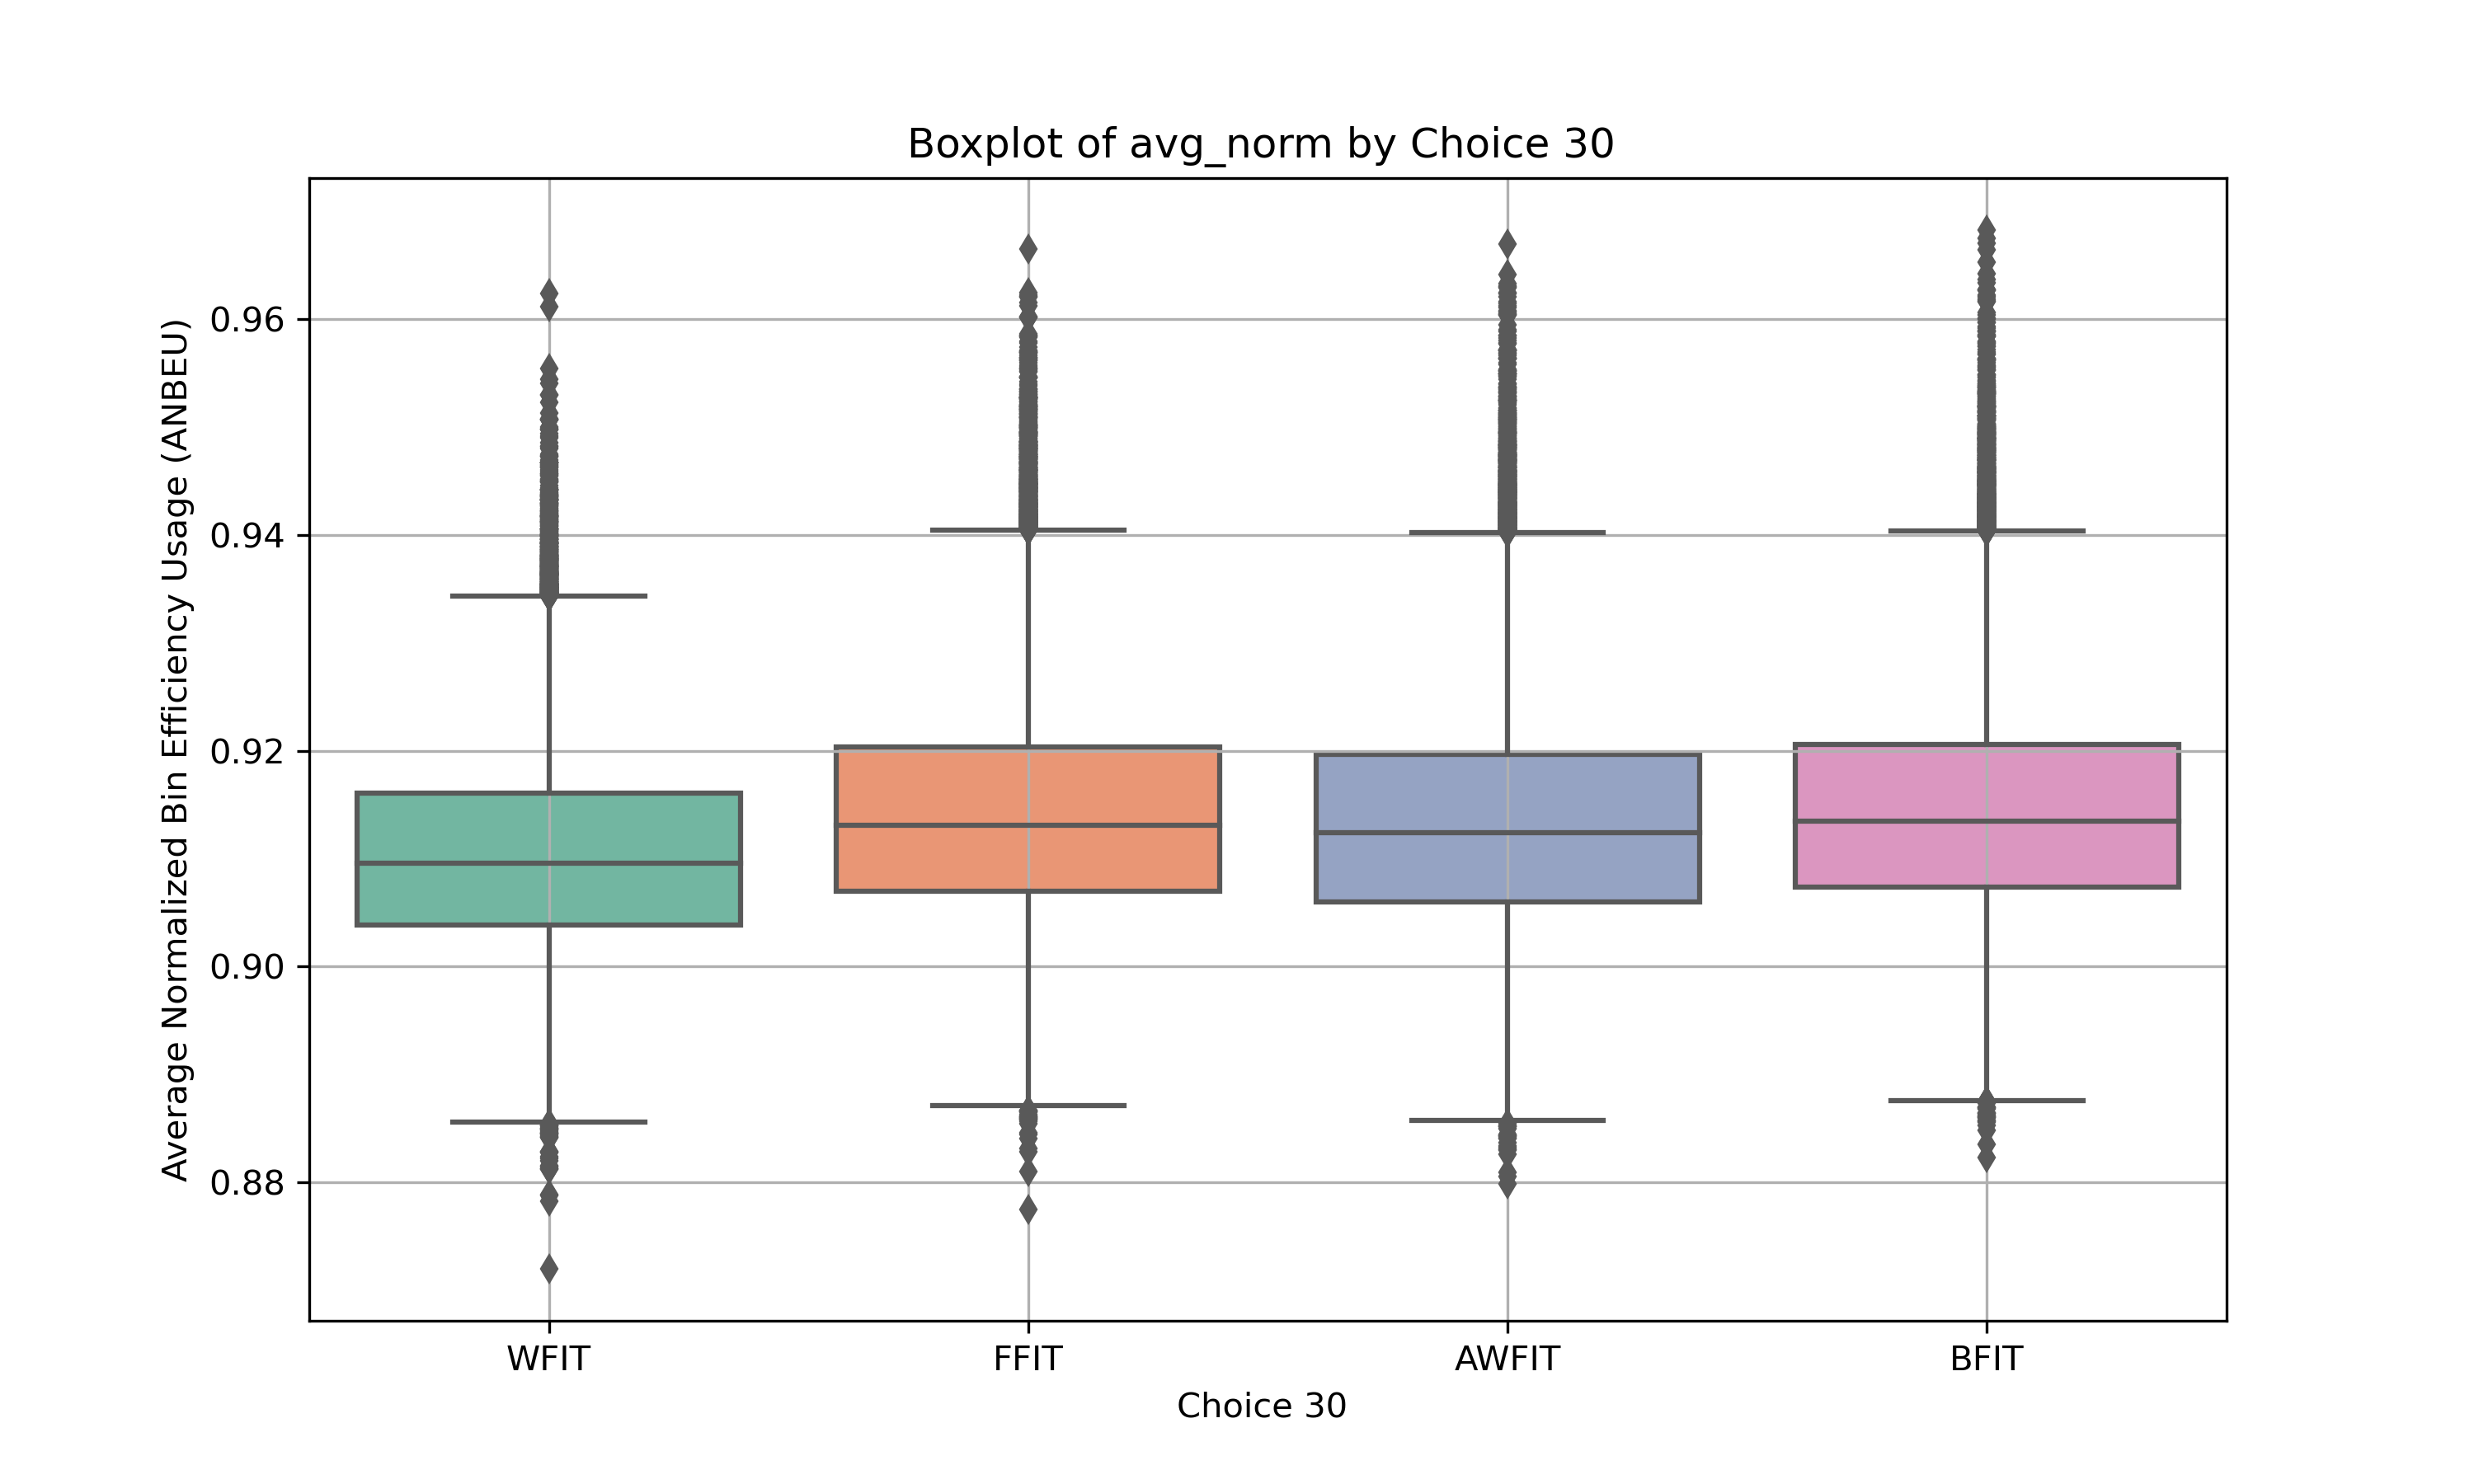 Boxplot of avg_norm by Choice 30
Average Normalized Bin Efficiency Usage (ANBEU)
0.96
0.94
0.92
0.90
0.88
WFIT FFIT AWFIT BFIT
Choice 30